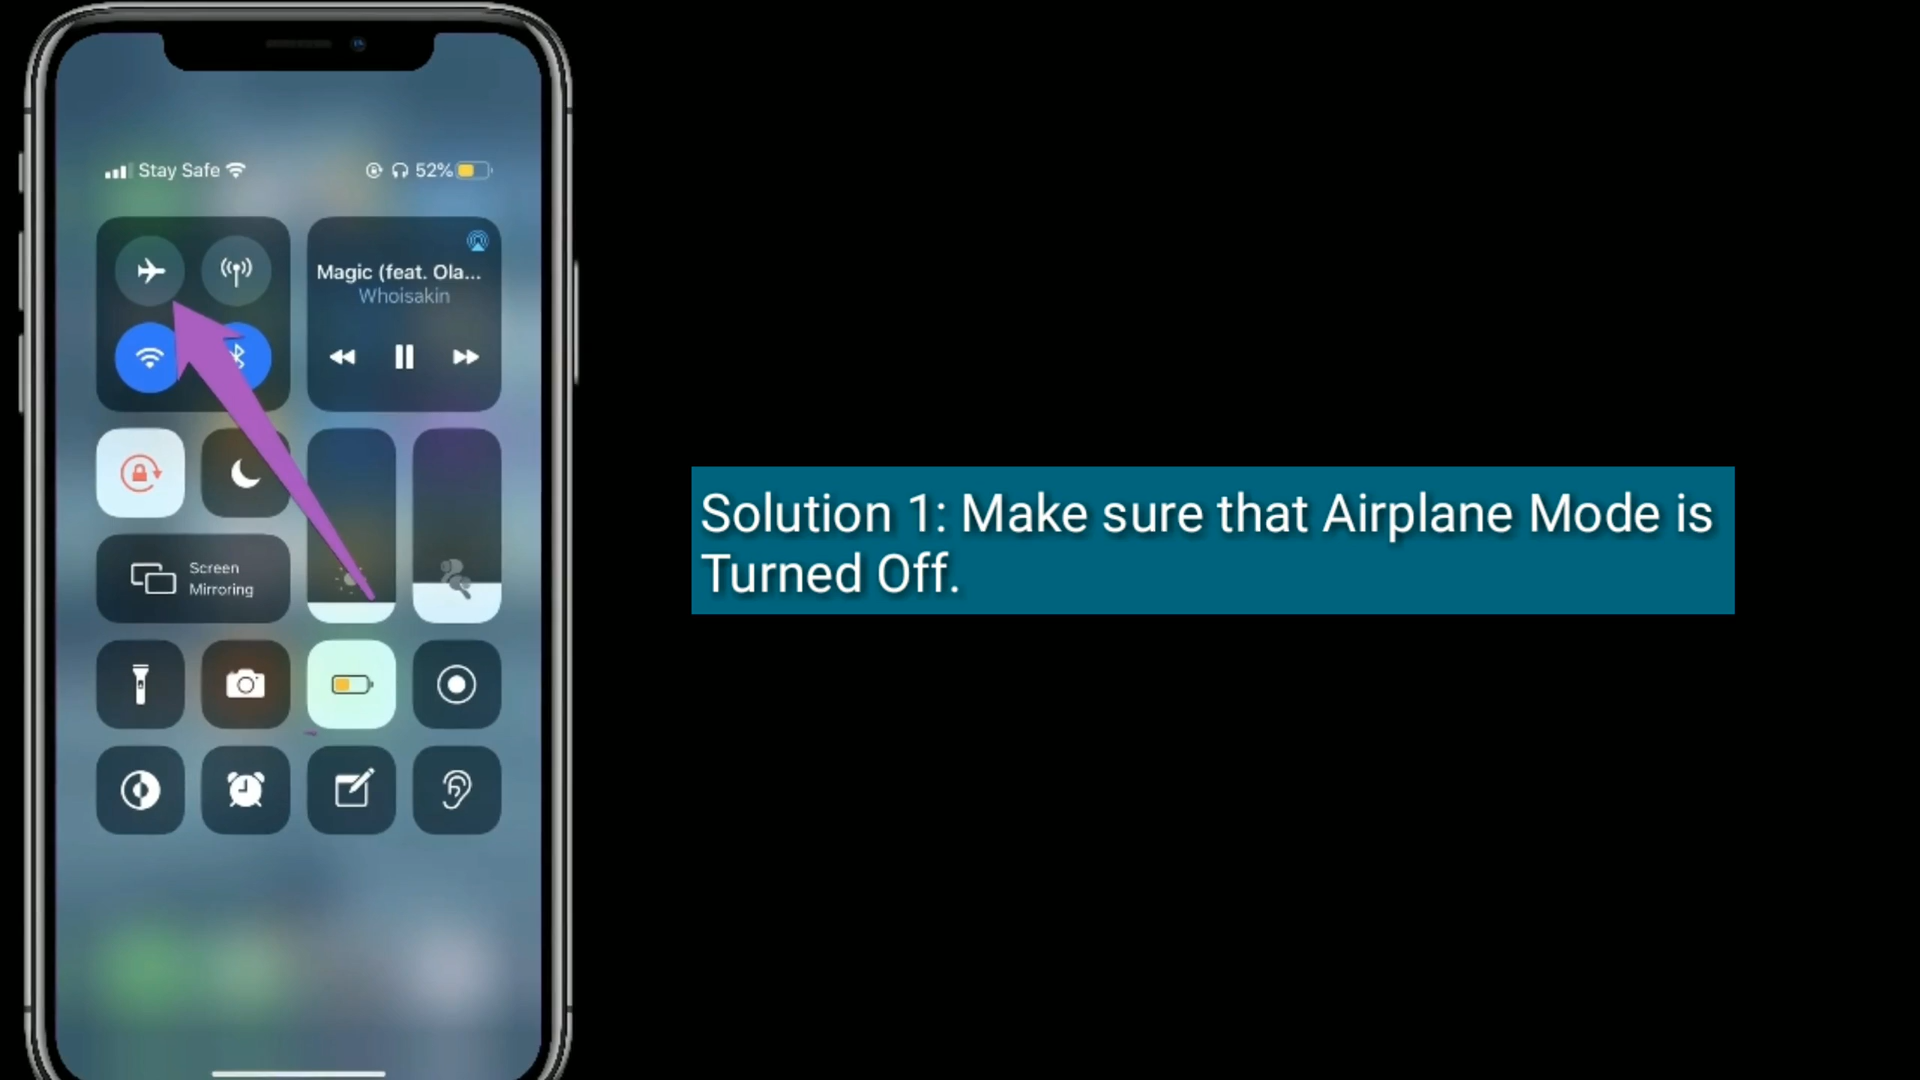 Stay Safe
52%
Magic (feat. Ola...
Whoisakin
Screen
Mirroring
Solution 1: Make sure that Airplane Mode is
Turned Off.